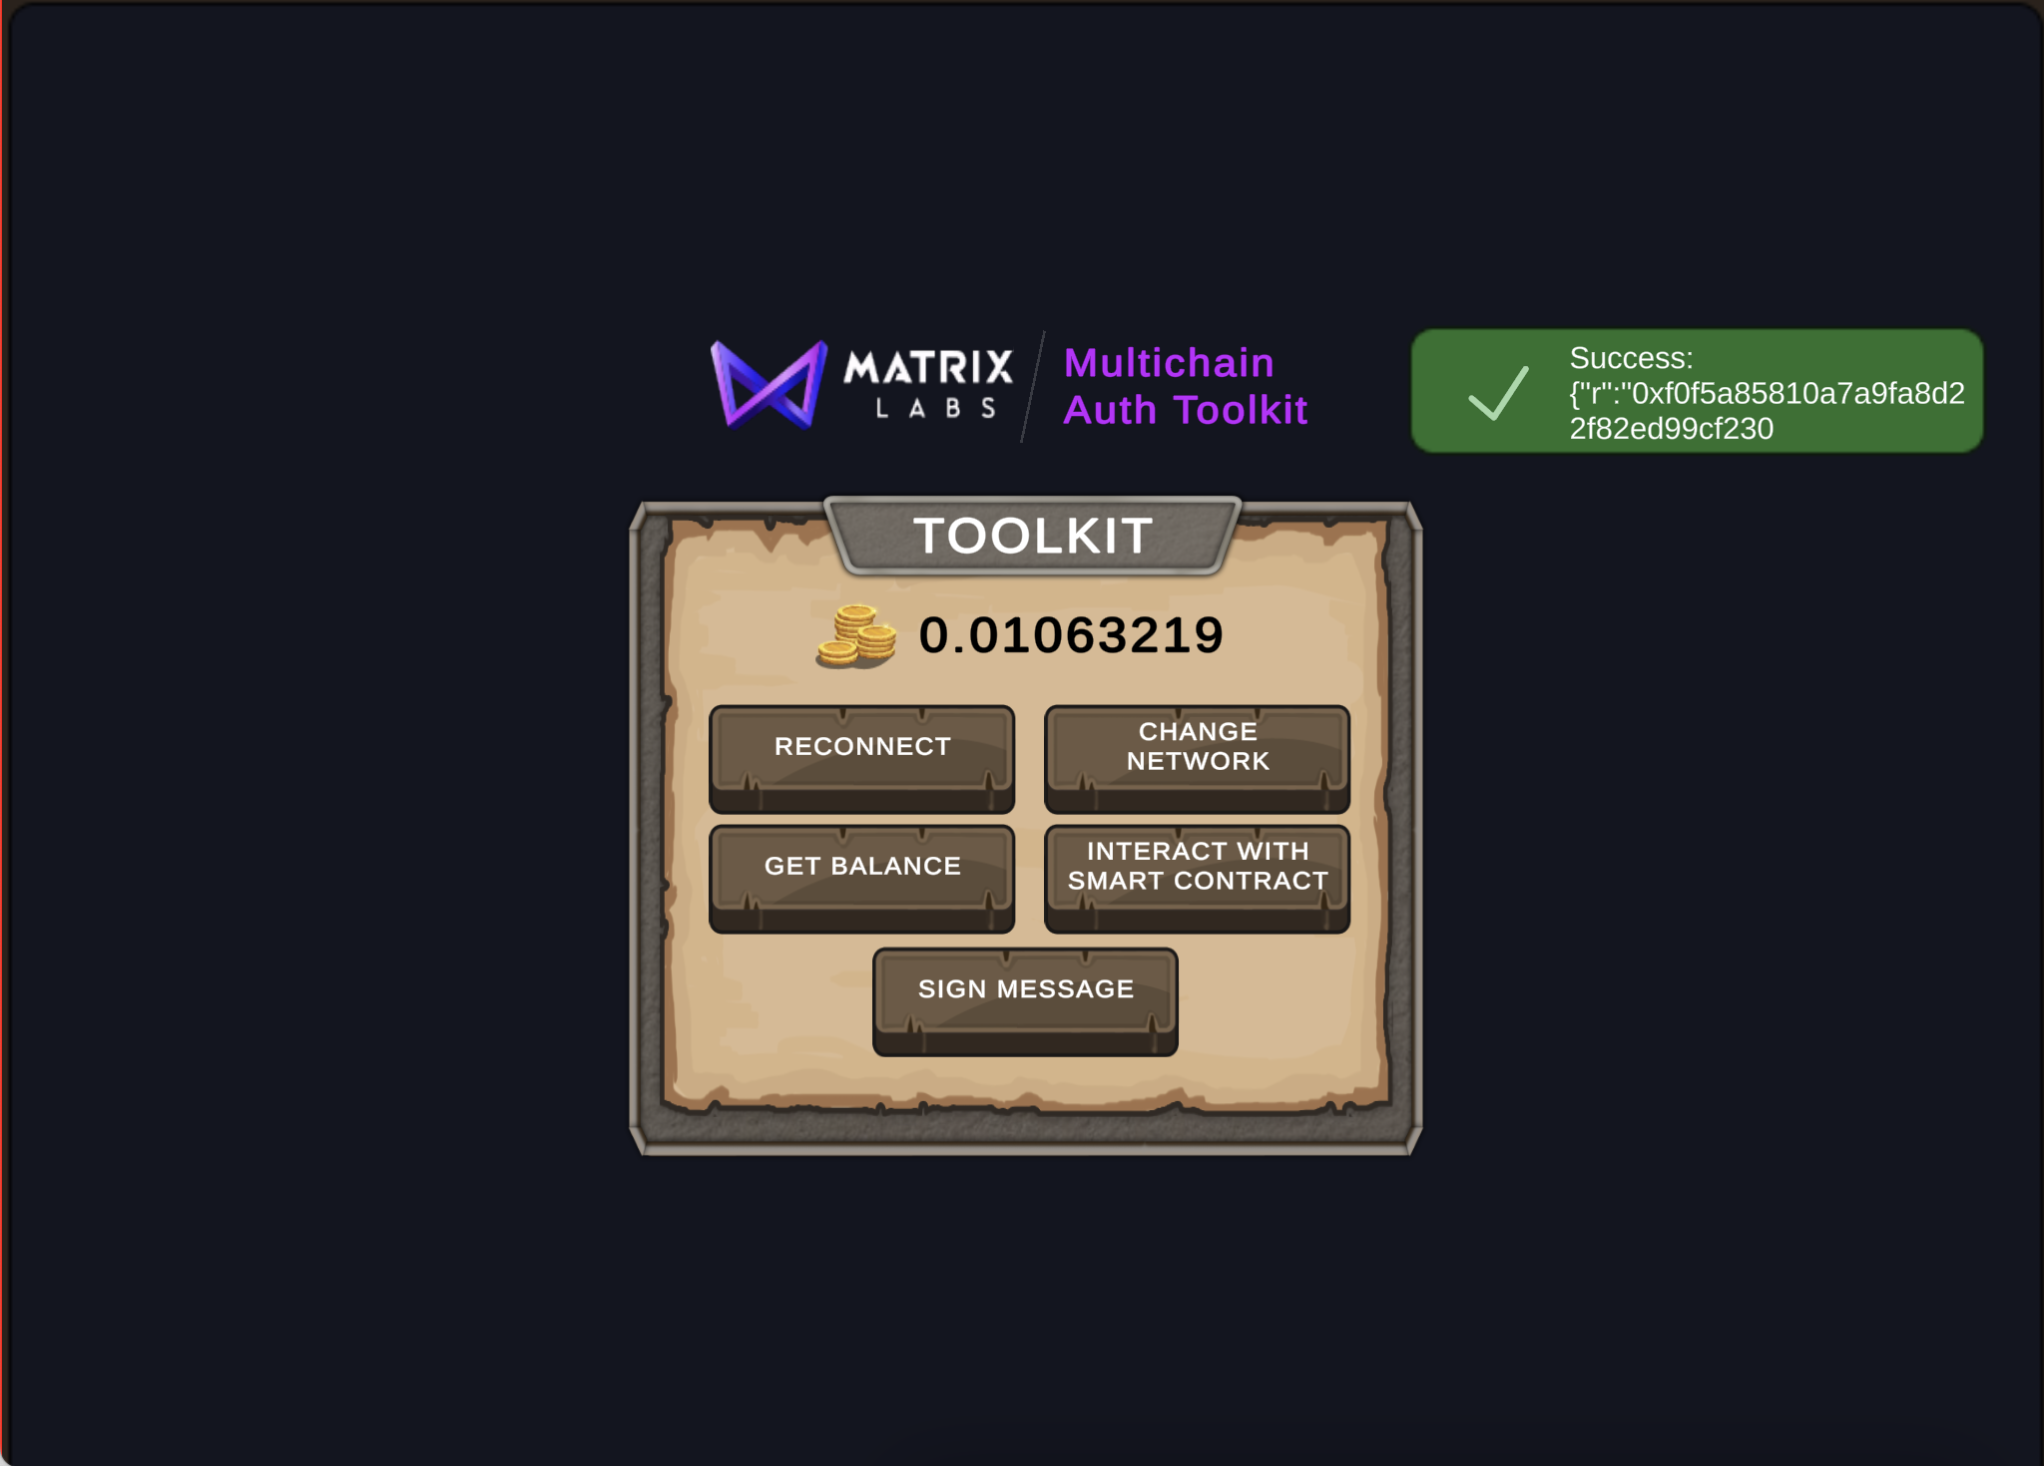 MATRIX
LABS
Multichain
Auth Toolkit
Success:
{"r":"0xf0f5a85810a7a9fa8d2
2f82ed99cf230
TOOLKIT
0.01063219
RECONNECT
CHANGE
NETWORK
GET BALANCE
INTERACT WITH
SMART CONTRACT
SIGN MESSAGE